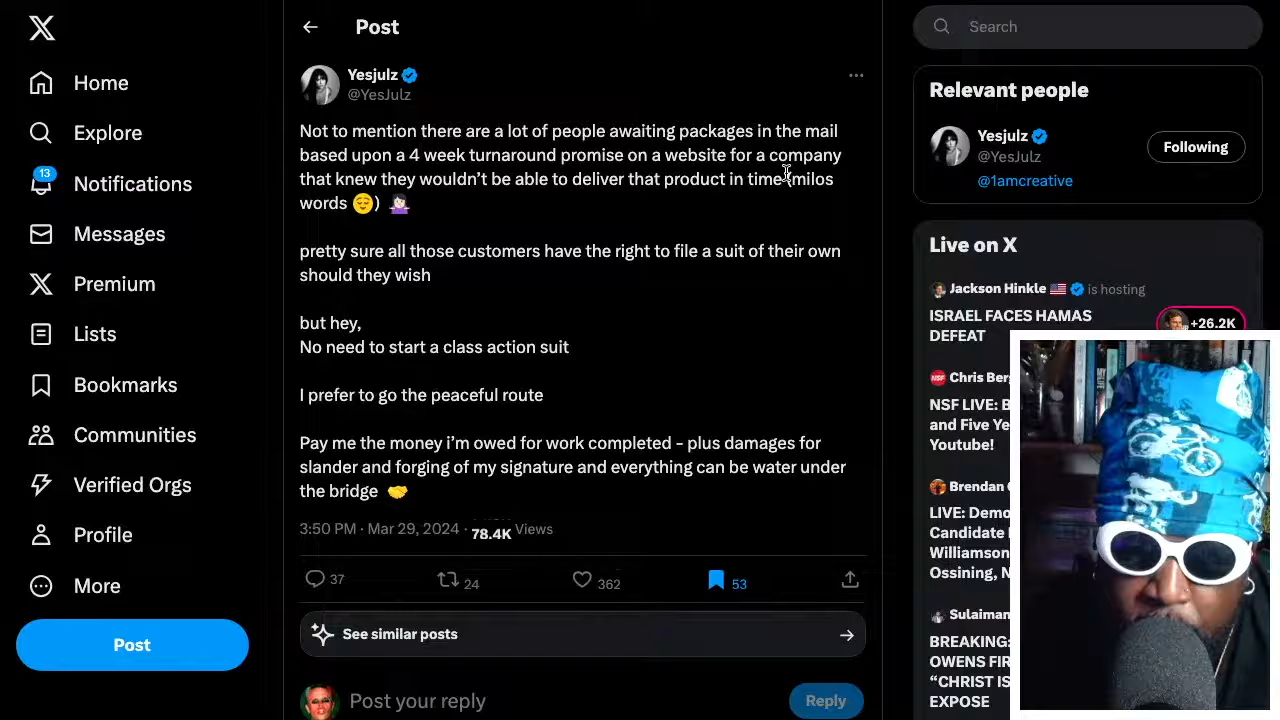 Post
Search
Home
Explore
13
Notifications
Messages
Premium
Lists
Bookmarks
Communities
Verified Orgs
Profile
More
Post
Yesjulz
@YesJulz
Not to mention there are a lot of people awaiting packages in the mail
based upon a 4 week turnaround promise on a website for a company
that knew they wouldn't be able to deliver that product in time (milos
words 😌) 🤷🏻‍♀️
pretty sure all those customers have the right to file a suit of their own
should they wish
but hey,
No need to start a class action suit
I prefer to go the peaceful route
Pay me the money i'm owed for work completed - plus damages for
slander and forging of my signature and everything can be water under
the bridge 🤝
3:50 PM · Mar 29, 2024 · 78.4K Views
37 24 362 53
See similar posts
Post your reply
Reply
Relevant people
Yesjulz
@YesJulz
Following
@1amcreative
Live on X
Jackson Hinkle 🇺🇸 is hosting
ISRAEL FACES HAMAS
DEFEAT
+26.2K
NSF Chris
NSF LIVE:
and Five
Youtube!
Brendan
LIVE:
Candidate
Williamson
Ossining,
Sulaiman
BREAKING:
OWENS
"CHRIST IS
EXPOSE